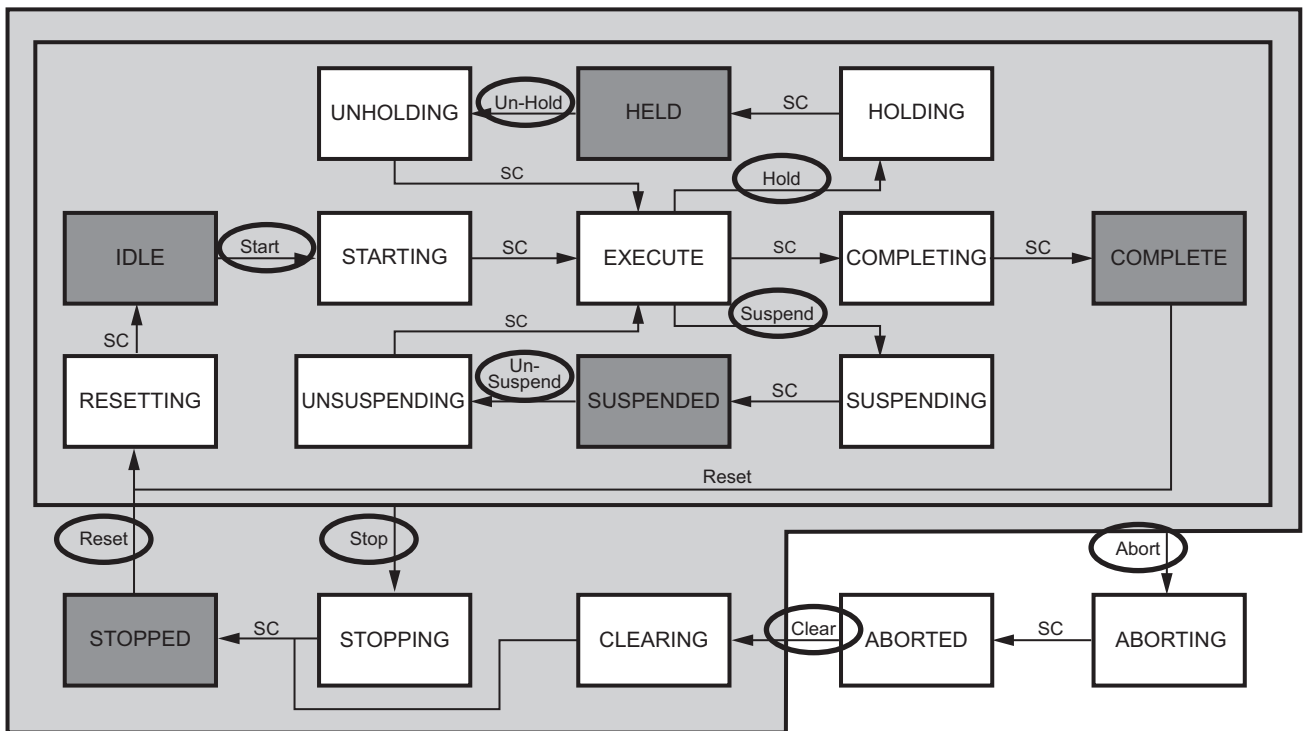 UNHOLDING
Un-Hold
HELD
SC
HOLDING
SC
Hold
IDLE
Start
STARTING
SC
EXECUTE
SC
COMPLETING
SC
COMPLETE
Suspend
SC
SC
RESETTING
UNSUSPENDING
Un-
Suspend
SUSPENDED
SC
SUSPENDING
Reset
Reset
Stop
Abort
STOPPED
SC
STOPPING
CLEARING
Clear
ABORTED
SC
ABORTING